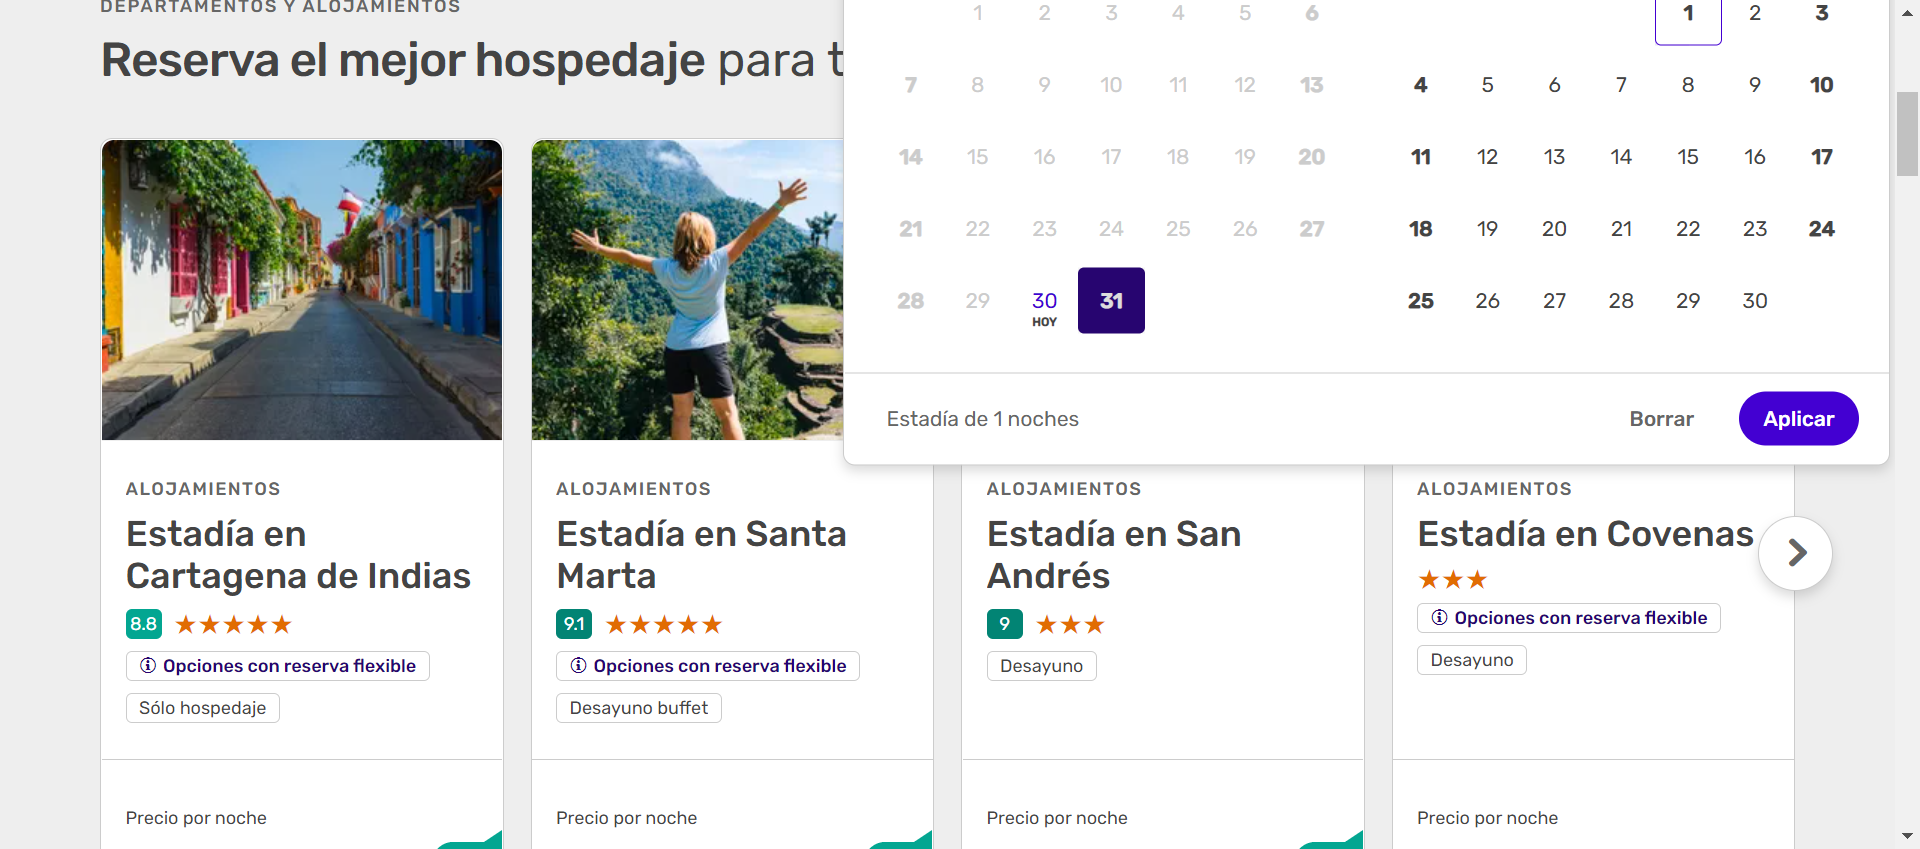 DEPARTAMENTOS Y ALOJAMIENTOS
Reserva el mejor hospedaje para t
1 2 3 4 5 6
7 8 9 10 11 12 13
14 15 16 17 18 19 20
21 22 23 24 25 26 27
28 29 30 31
HOY
1 2 3
4 5 6 7 8 9 10
11 12 13 14 15 16 17
18 19 20 21 22 23 24
25 26 27 28 29 30
Estadía de 1 noches
Borrar
Aplicar
ALOJAMIENTOS
Estadía en
Cartagena de Indias
8.8
Opciones con reserva flexible
Sólo hospedaje
Precio por noche
ALOJAMIENTOS
Estadía en Santa
Marta
9.1
Opciones con reserva flexible
Desayuno buffet
Precio por noche
ALOJAMIENTOS
Estadía en San
Andrés
9
Desayuno
Precio por noche
ALOJAMIENTOS
Estadía en Covenas
Opciones con reserva flexible
Desayuno
Precio por noche